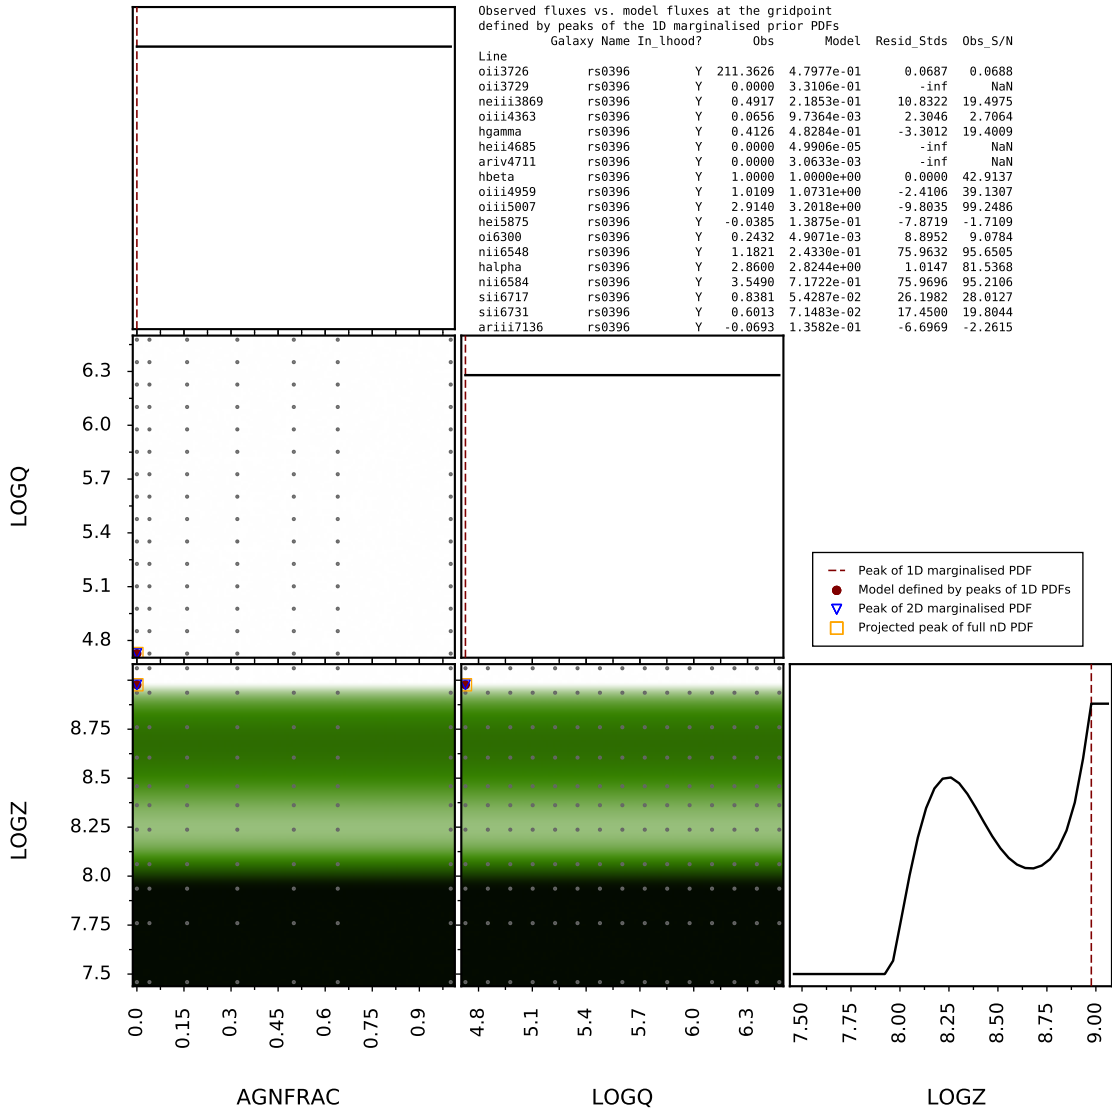 Observed fluxes vs. model fluxes at the gridpoint
defined by peaks of the 1D marginalised prior PDFs
Galaxy Name In_lhood? Obs Model Resid_Stds Obs_S/N
Line
oii3726 rs0396 Y 211.3626 4.7977e-01 0.0687 0.0688
oii3729 rs0396 Y 0.0000 3.3106e-01 -inf NaN
neiii3869 rs0396 Y 0.4917 2.1853e-01 10.8322 19.4975
oiii4363 rs0396 Y 0.0656 9.7364e-03 2.3046 2.7064
hgamma rs0396 Y 0.4126 4.8284e-01 -3.3012 19.4009
heii4685 rs0396 Y 0.0000 4.9906e-05 -inf NaN
ariv4711 rs0396 Y 0.0000 3.0633e-03 -inf NaN
hbeta rs0396 Y 1.0000 1.0000e+00 0.0000 42.9137
oiii4959 rs0396 Y 1.0109 1.0731e+00 -2.4106 39.1307
oiii5007 rs0396 Y 2.9140 3.2018e+00 -9.8035 99.2486
hei5875 rs0396 Y -0.0385 1.3875e-01 -7.8719 -1.7109
oi6300 rs0396 Y 0.2432 4.9071e-03 8.8952 9.0784
nii6548 rs0396 Y 1.1821 2.4330e-01 75.9632 95.6505
halpha rs0396 Y 2.8600 2.8244e+00 1.0147 81.5368
nii6584 rs0396 Y 3.5490 7.1722e-01 75.9696 95.2106
sii6717 rs0396 Y 0.8381 5.4287e-02 26.1982 28.0127
sii6731 rs0396 Y 0.6013 7.1483e-02 17.4500 19.8044
ariii7136 rs0396 Y -0.0693 1.3582e-01 -6.6969 -2.2615
LOGQ
6.3
6.0
5.7
5.4
5.1
4.8
Peak of 1D marginalised PDF
Model defined by peaks of 1D PDFs
Peak of 2D marginalised PDF
Projected peak of full nD PDF
LOGZ
8.75
8.5
8.25
8.0
7.75
7.5
0.0 0.15 0.3 0.45 0.6 0.75 0.9
4.8 5.1 5.4 5.7 6.0 6.3
7.50 7.75 8.00 8.25 8.50 8.75 9.00
AGNFRAC LOGQ LOGZ